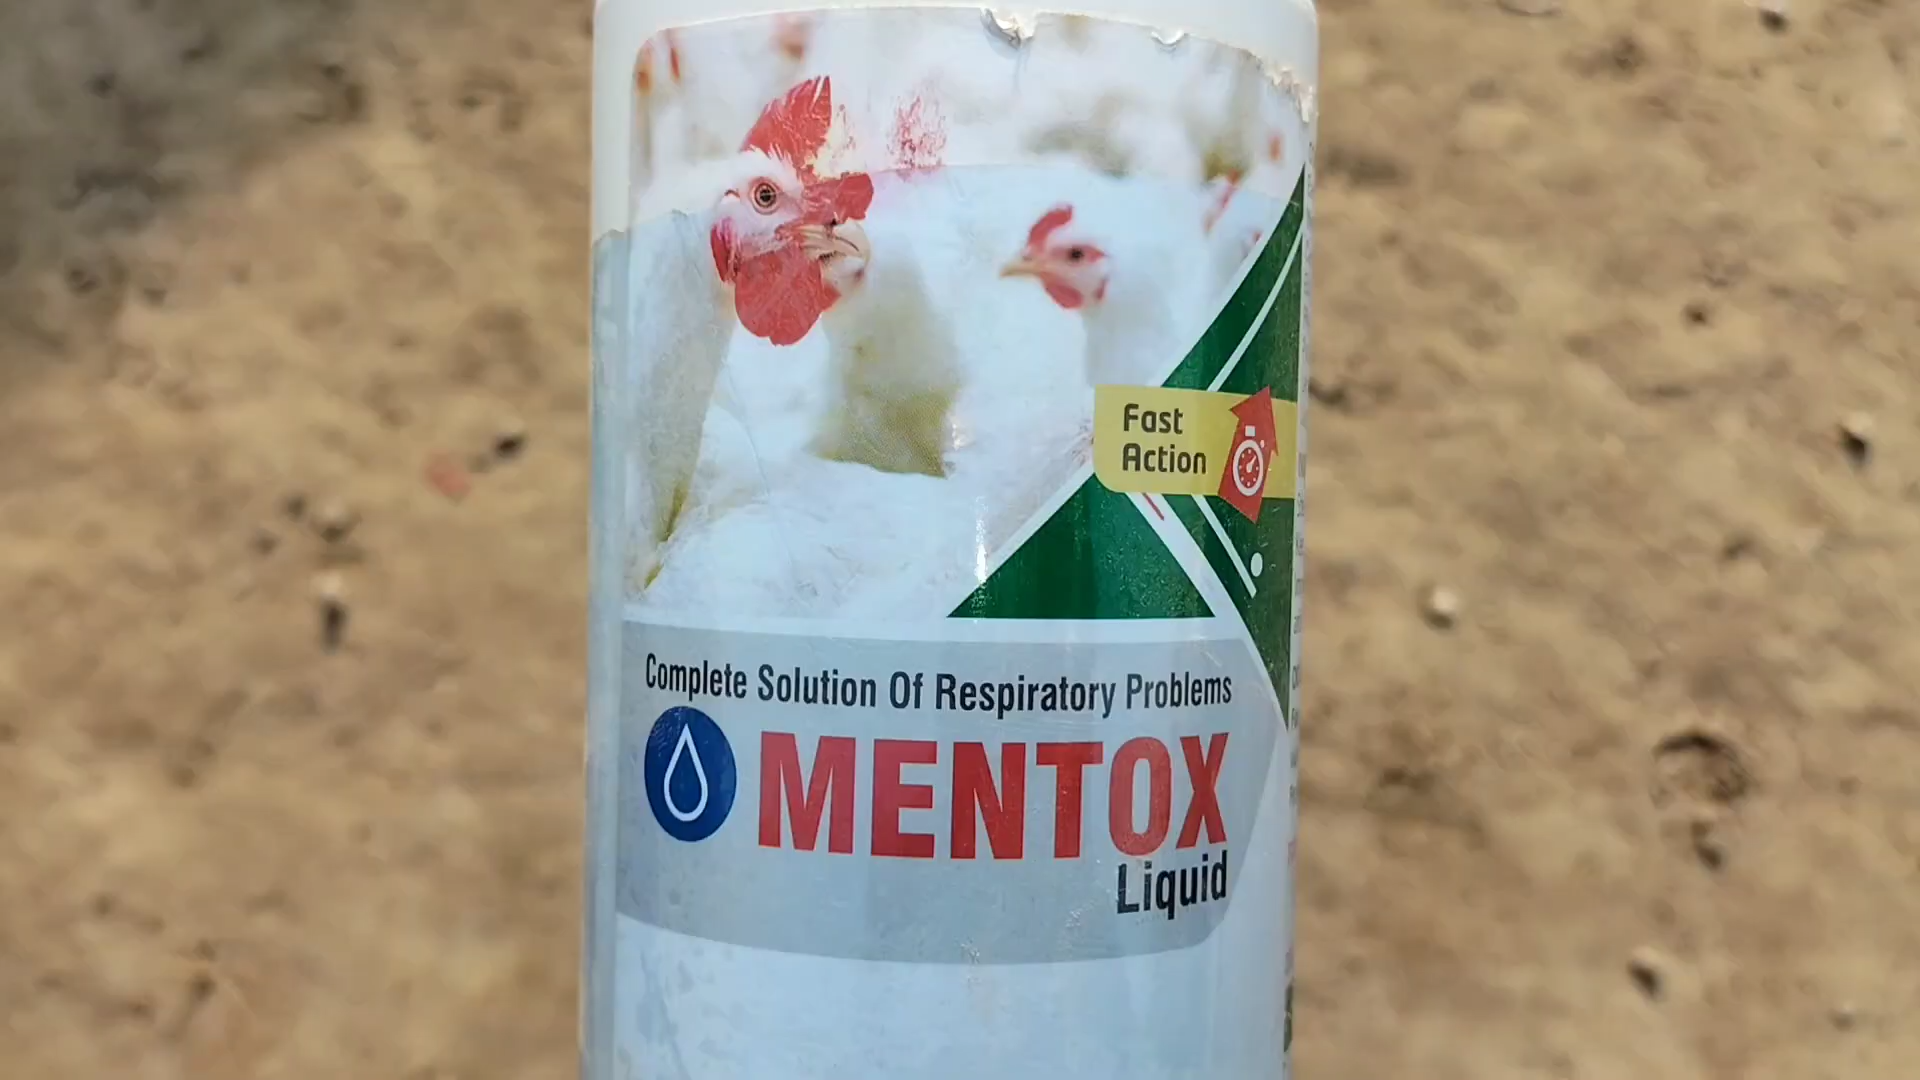 Fast
Action
Complete Solution Of Respiratory Problems
MENTOX
Liquid